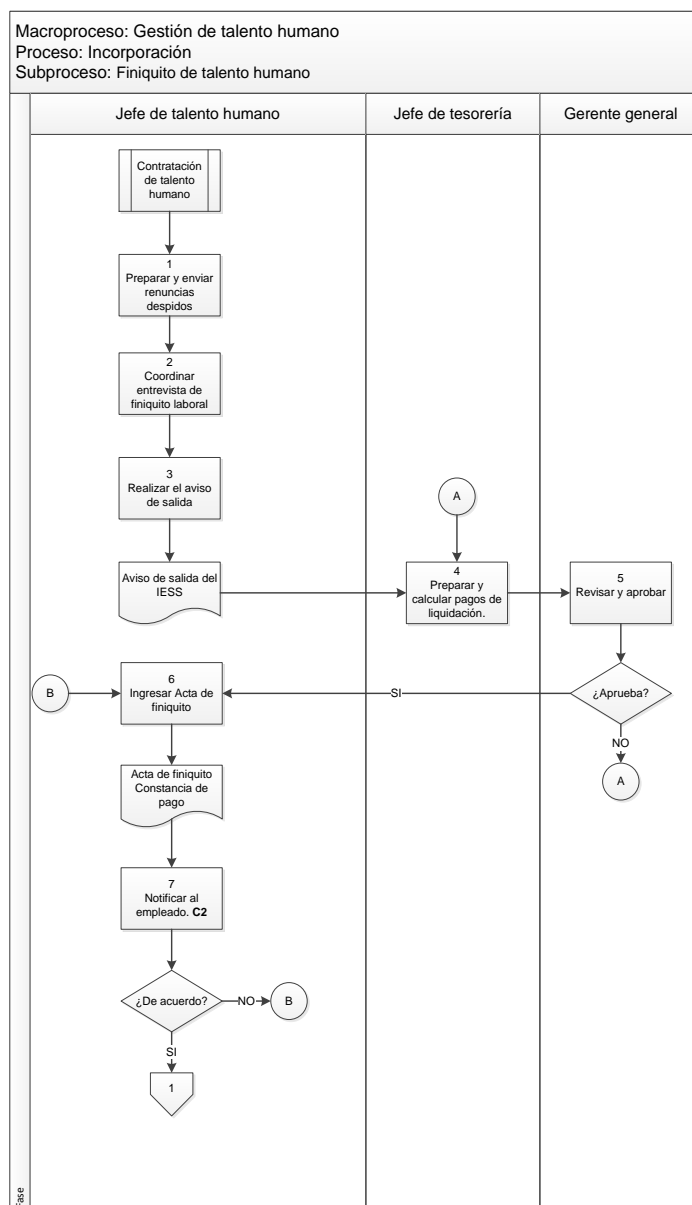 Macroproceso: Gestión de talento humano
Proceso: Incorporación
Subproceso: Finiquito de talento humano
Jefe de talento humano
Jefe de tesorería
Gerente general
Contratación
de talento
humano
1
Preparar y enviar
renuncias
despidos
2
Coordinar
entrevista de
finiquito laboral
3
Realizar el aviso
de salida
A
Aviso de salida del
IESS
4
Preparar y
calcular pagos de
liquidación.
5
Revisar y aprobar
B
6
Ingresar Acta de
finiquito
SI
¿Aprueba?
NO
A
Acta de finiquito
Constancia de
pago
7
Notificar al
empleado. C2
¿De acuerdo?
NO
B
SI
1
Fase